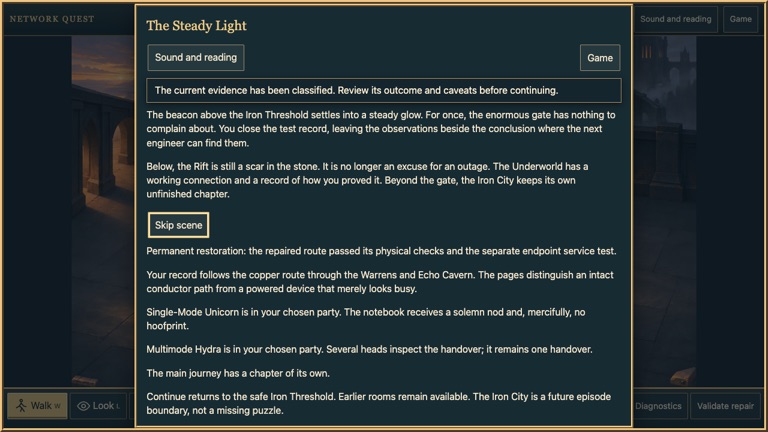 NETWORK QUEST
The Steady Light
Sound and reading
Game
Sound and reading
Game
The current evidence has been classified. Review its outcome and caveats before continuing.
The beacon above the Iron Threshold settles into a steady glow. For once, the enormous gate has nothing to
complain about. You close the test record, leaving the observations beside the conclusion where the next
engineer can find them.
Below, the Rift is still a scar in the stone. It is no longer an excuse for an outage. The Underworld has a
working connection and a record of how you proved it. Beyond the gate, the Iron City keeps its own
unfinished chapter.
Skip scene
Permanent restoration: the repaired route passed its physical checks and the separate endpoint service test.
Your record follows the copper route through the Warrens and Echo Cavern. The pages distinguish an intact
conductor path from a powered device that merely looks busy.
Single-Mode Unicorn is in your chosen party. The notebook receives a solemn nod and, mercifully, no
hoofprint.
Multimode Hydra is in your chosen party. Several heads inspect the handover; it remains one handover.
The main journey has a chapter of its own.
Continue returns to the safe Iron Threshold. Earlier rooms remain available. The Iron City is a future episode
boundary, not a missing puzzle.
Walk W
Look L
Diagnostics
Validate repair